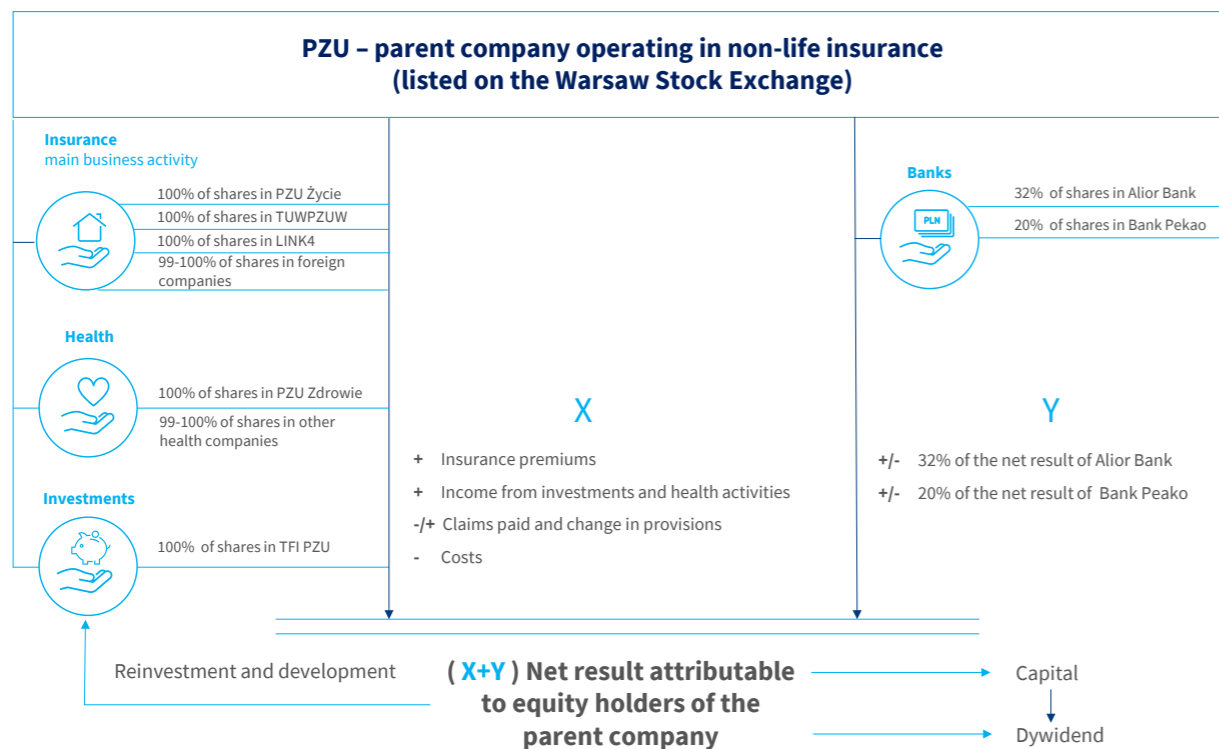 PZU – parent company operating in non-life insurance
(listed on the Warsaw Stock Exchange)
Insurance
main business activity
100% of shares in PZU Życie
100% of shares in TUWPZUW
100% of shares in LINK4
99-100% of shares in foreign
companies
Health
100% of shares in PZU Zdrowie
99-100% of shares in other
health companies
Investments
100% of shares in TFI PZU
X
+ Insurance premiums
+ Income from investments and health activities
-/+ Claims paid and change in provisions
- Costs
Banks
PLN
32% of shares in Alior Bank
20% of shares in Bank Pekao
Y
+/- 32% of the net result of Alior Bank
+/- 20% of the net result of Bank Peako
Reinvestment and development
( X+Y ) Net result attributable
to equity holders of the
parent company
Capital
Dywidend